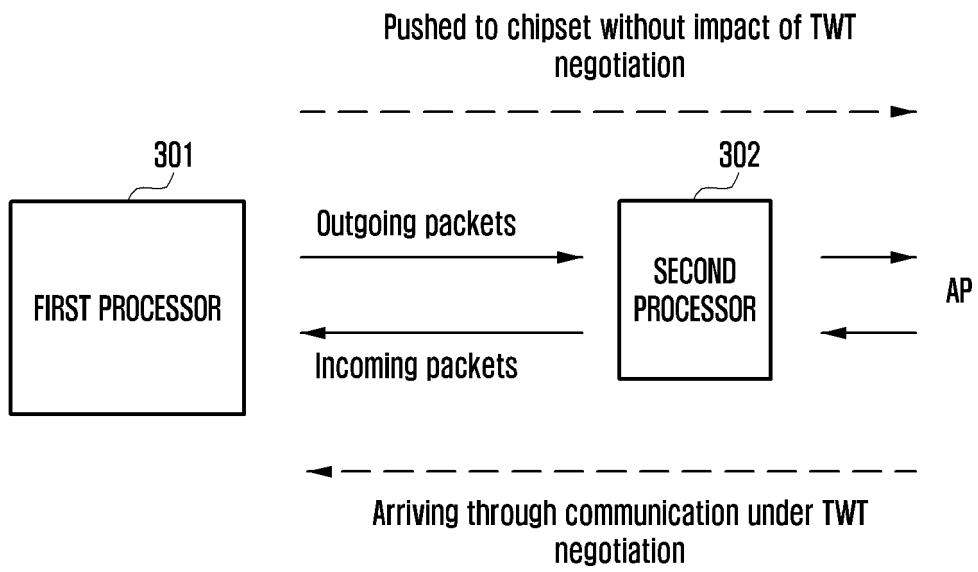 Pushed to chipset without impact of TWT
negotiation
301
302
Outgoing packets
FIRST PROCESSOR
SECOND
PROCESSOR
AP
Incoming packets
Arriving through communication under TWT
negotiation